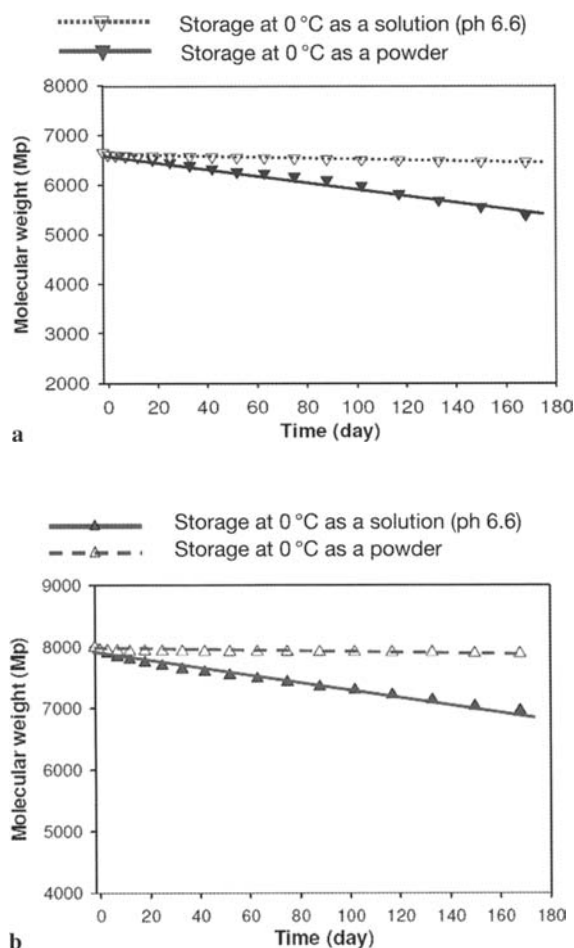 Storage at 0 °C as a solution (ph 6.6)
Storage at 0 °C as a powder
8000
7000
6000
5000
4000
3000
2000
Molecular weight (Mp)
0 20 40 60 80 100 120 140 160 180
Time (day)
a
Storage at 0 °C as a solution (ph 6.6)
Storage at 0 °C as a powder
9000
8000
7000
6000
5000
4000
Molecular weight (Mp)
0 20 40 60 80 100 120 140 160 180
Time (day)
b